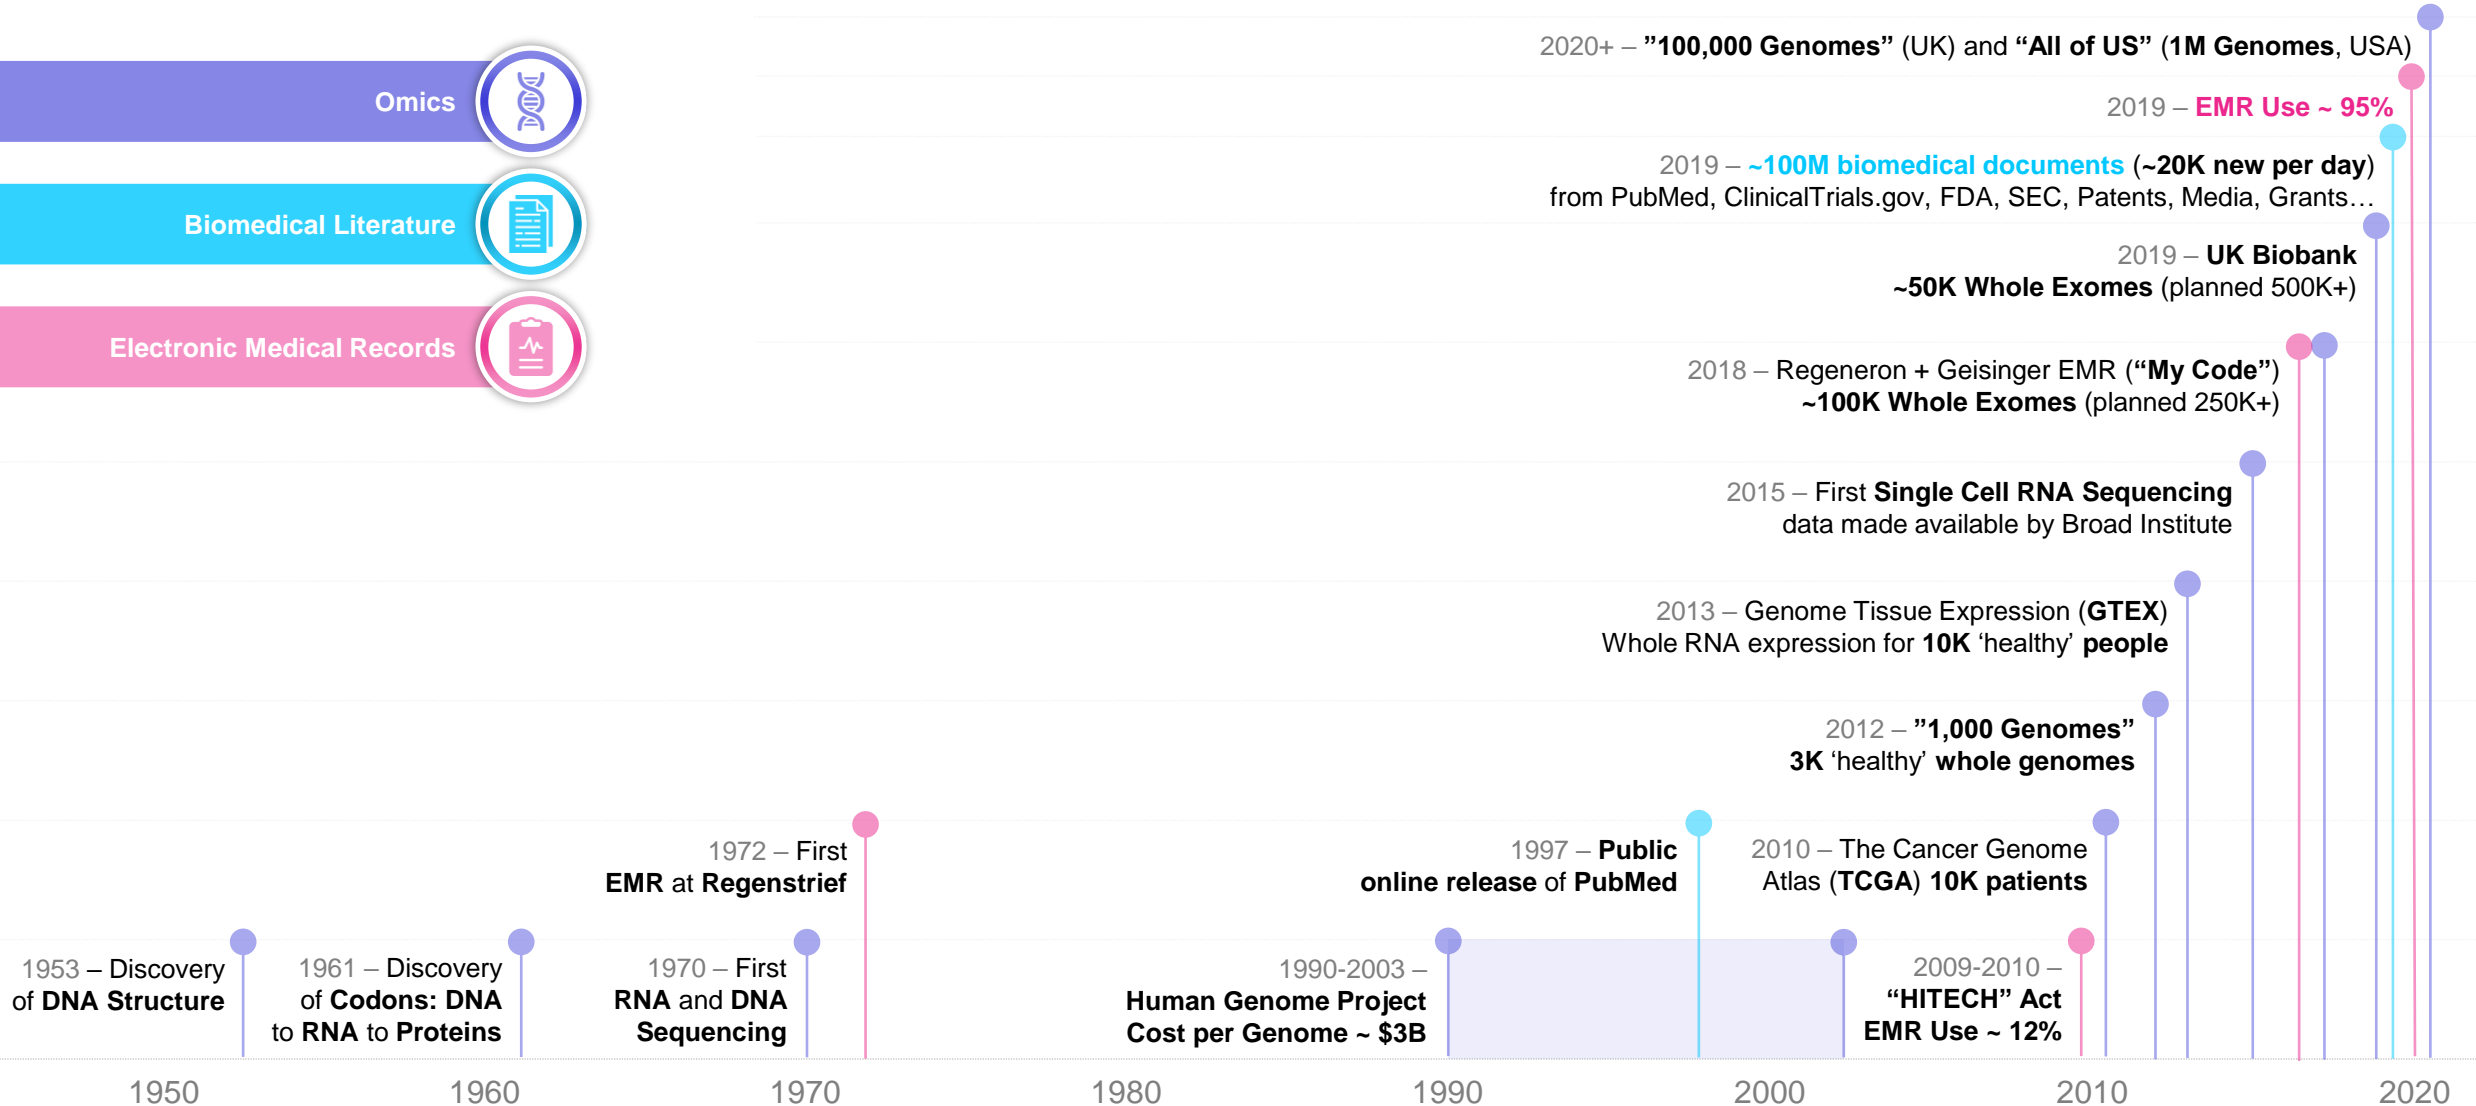 Omics
Biomedical Literature
Electronic Medical Records
2020+ – ”100,000 Genomes” (UK) and “All of US” (1M Genomes, USA)
2019 – EMR Use ~ 95%
2019 – ~100M biomedical documents (~20K new per day)
from PubMed, ClinicalTrials.gov, FDA, SEC, Patents, Media, Grants…
2019 – UK Biobank
~50K Whole Exomes (planned 500K+)
2018 – Regeneron + Geisinger EMR (“My Code”)
~100K Whole Exomes (planned 250K+)
2015 – First Single Cell RNA Sequencing
data made available by Broad Institute
2013 – Genome Tissue Expression (GTEX)
Whole RNA expression for 10K ‘healthy’ people
2012 – ”1,000 Genomes”
3K ‘healthy’ whole genomes
1972 – First
EMR at Regenstrief
1997 – Public
online release of PubMed
2010 – The Cancer Genome
Atlas (TCGA) 10K patients
1953 – Discovery
of DNA Structure
1961 – Discovery
of Codons: DNA
to RNA to Proteins
1970 – First
RNA and DNA
Sequencing
1990-2003 –
Human Genome Project
Cost per Genome ~ $3B
2009-2010 –
“HITECH” Act
EMR Use ~ 12%
1950 1960 1970 1980 1990 2000 2010 2020